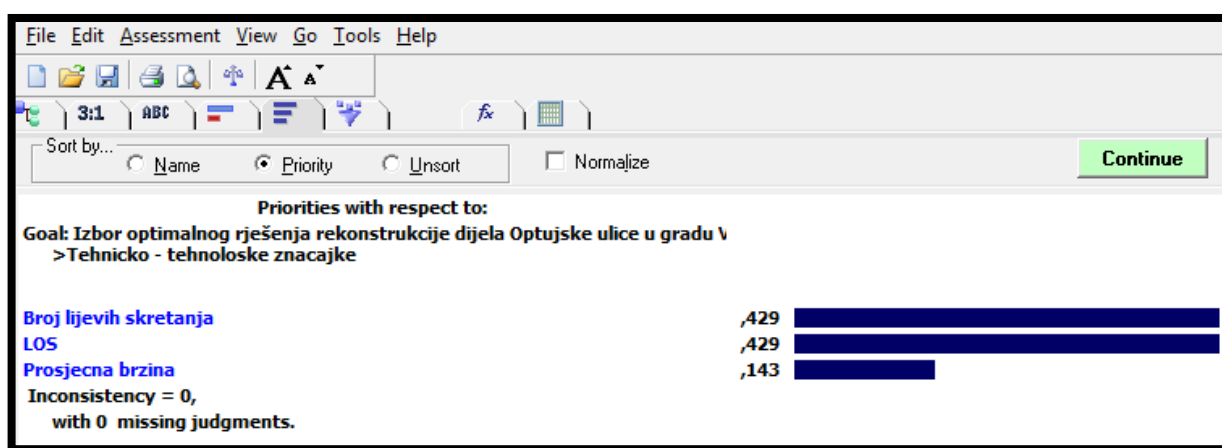 File Edit Assessment View Go Tools Help
A A
3:1 ABC fx
Sort by... Name Priority Unsort Normalize Continue
Priorities with respect to:
Goal: Izbor optimalnog rješenja rekonstrukcije dijela Optujske ulice u gradu V
>Tehnicko - tehnoloske znacajke
Broj lijevih skretanja ,429
LOS ,429
Prosjecna brzina ,143
Inconsistency = 0,
with 0 missing judgments.